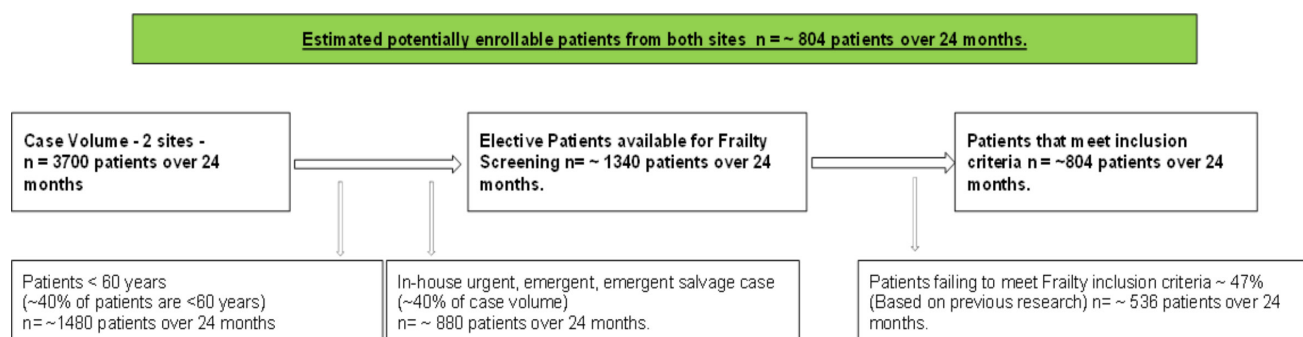 Estimated potentially enrollable patients from both sites n = ~ 804 patients over 24 months.
Case Volume - 2 sites -
n = 3700 patients over 24
months
Elective Patients available for Frailty
Screening n= ~ 1340 patients over 24
months.
Patients that meet inclusion
criteria n = ~804 patients over 24
months.
Patients < 60 years
(~40% of patients are <60 years)
n= ~1480 patients over 24 months
In-house urgent, emergent, emergent salvage case
(~40% of case volume)
n= ~ 880 patients over 24 months.
Patients failing to meet Frailty inclusion criteria ~ 47%
(Based on previous research) n= ~ 536 patients over 24
months.